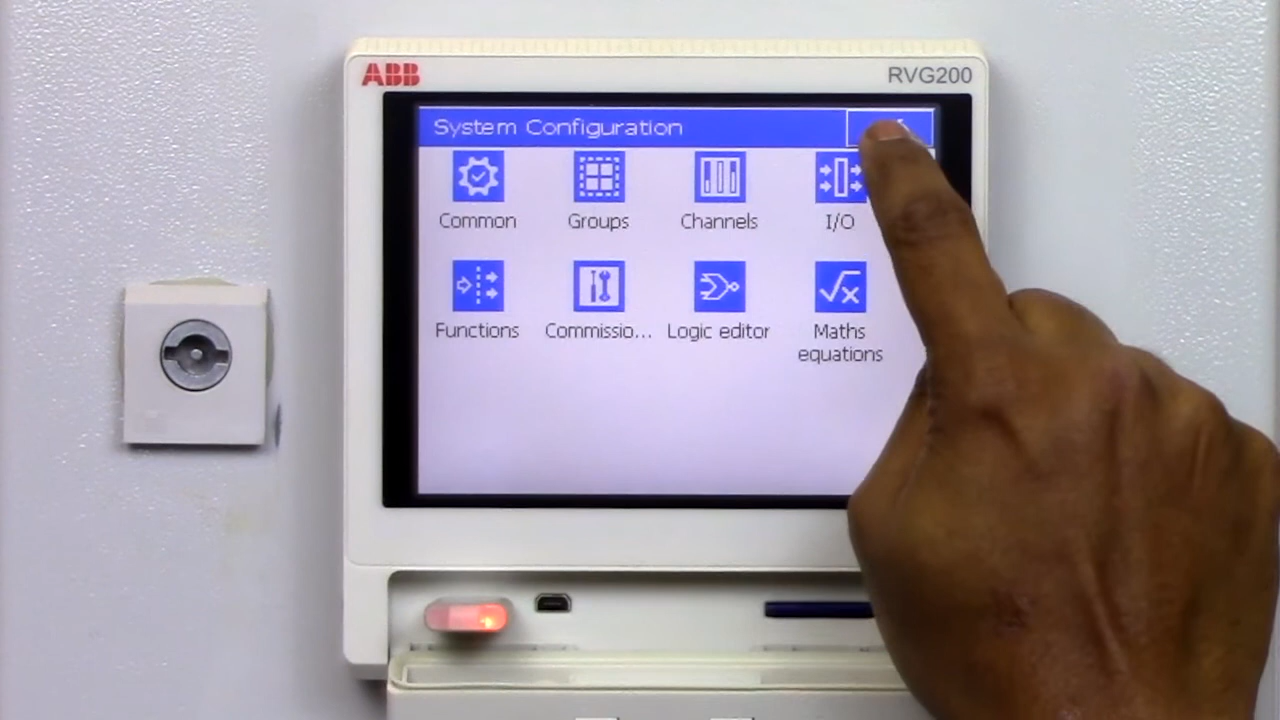 ABB
RVG200
System Configuration
Common
Groups
Channels
I/O
Functions
Commissio...
Logic editor
Maths
equations